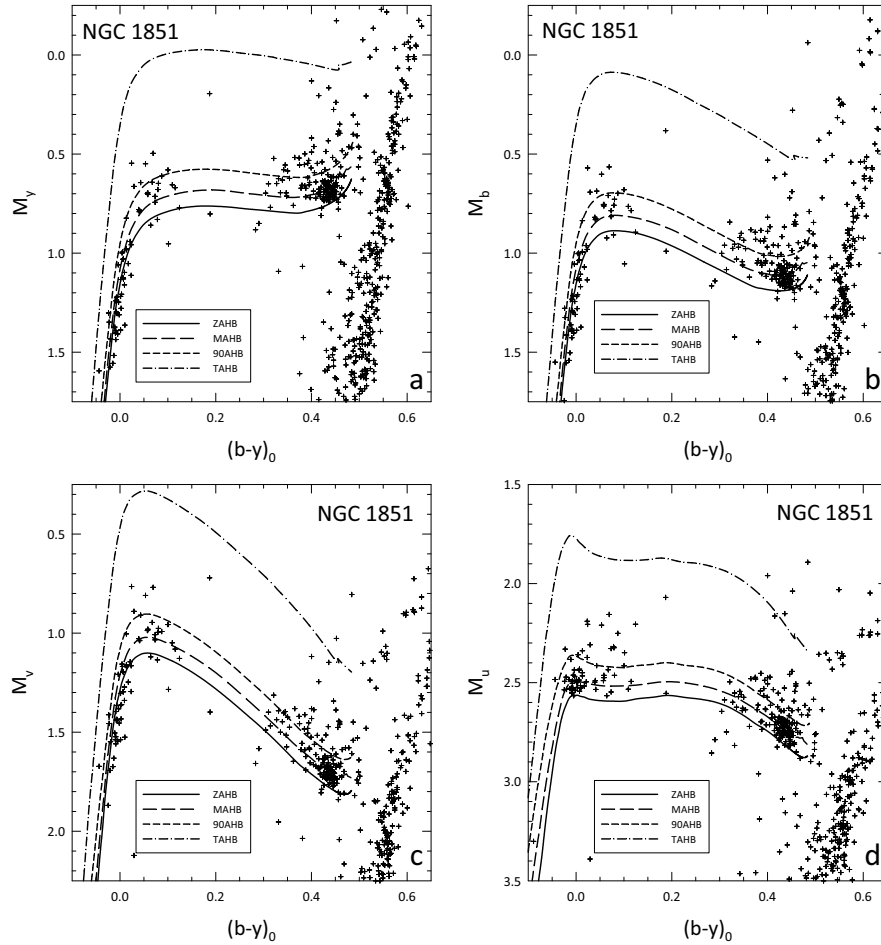 NGC 1851
0.0
0.5
1.0
1.5
M_y
ZAHB
MAHB
90AHB
TAHB
a
0.0 0.2 0.4 0.6
(b-y)_0
NGC 1851
0.0
0.5
1.0
1.5
M_b
ZAHB
MAHB
90AHB
TAHB
b
0.0 0.2 0.4 0.6
(b-y)_0
NGC 1851
0.5
1.0
1.5
2.0
M_v
ZAHB
MAHB
90AHB
TAHB
c
0.0 0.2 0.4 0.6
(b-y)_0
NGC 1851
1.5
2.0
2.5
3.0
3.5
M_u
ZAHB
MAHB
90AHB
TAHB
d
0.0 0.2 0.4 0.6
(b-y)_0